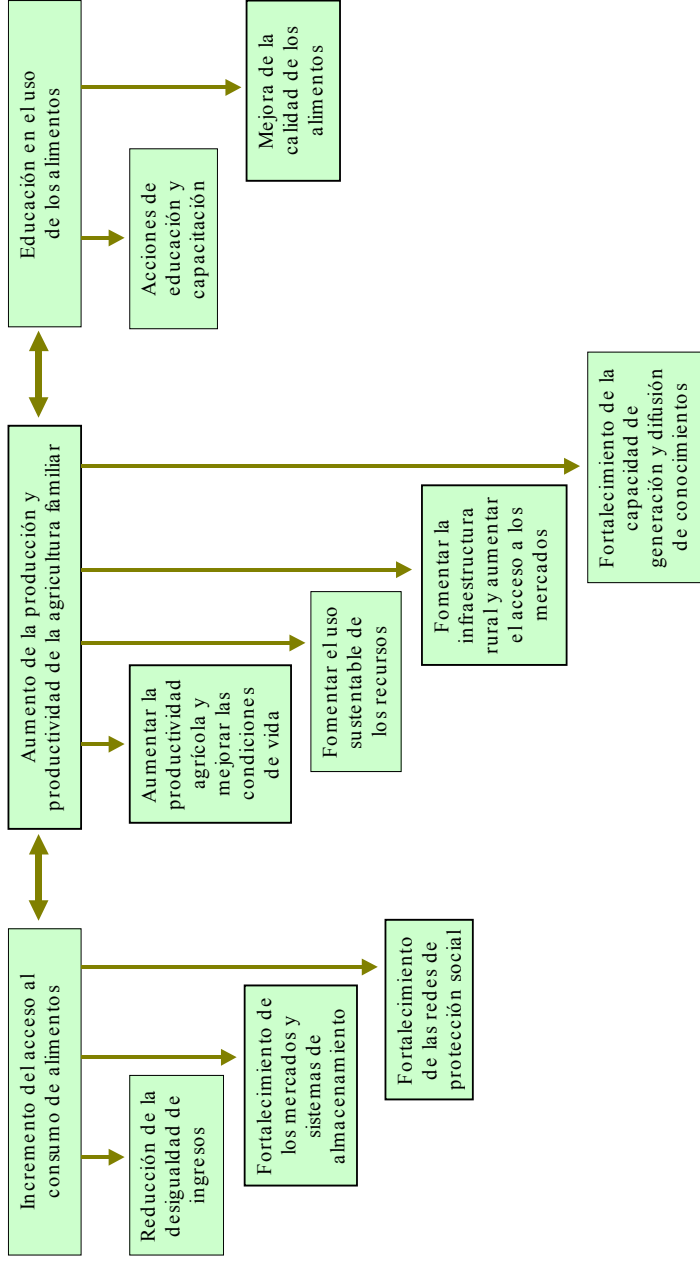 Incremento del acceso al
consumo de alimentos
Reducción de la
desigualdad de
ingresos
Fortalecimiento de
los mercados y
sistemas de
almacenamiento
Fortalecimiento
de las redes de
protección social
Aumento de la producción y
productividad de la agricultura familiar
Aumentar la
productividad
agrícola y
mejorar las
condiciones
de vida
Fomentar el uso
sustentable de
los recursos
Fomentar la
infraestructura
rural y aumentar
el acceso a los
mercados
Fortalecimiento de la
capacidad de
generación y difusión
de conocimientos
Educación en el uso
de los alimentos
Acciones de
educación y
capacitación
Mejora de la
calidad de los
alimentos